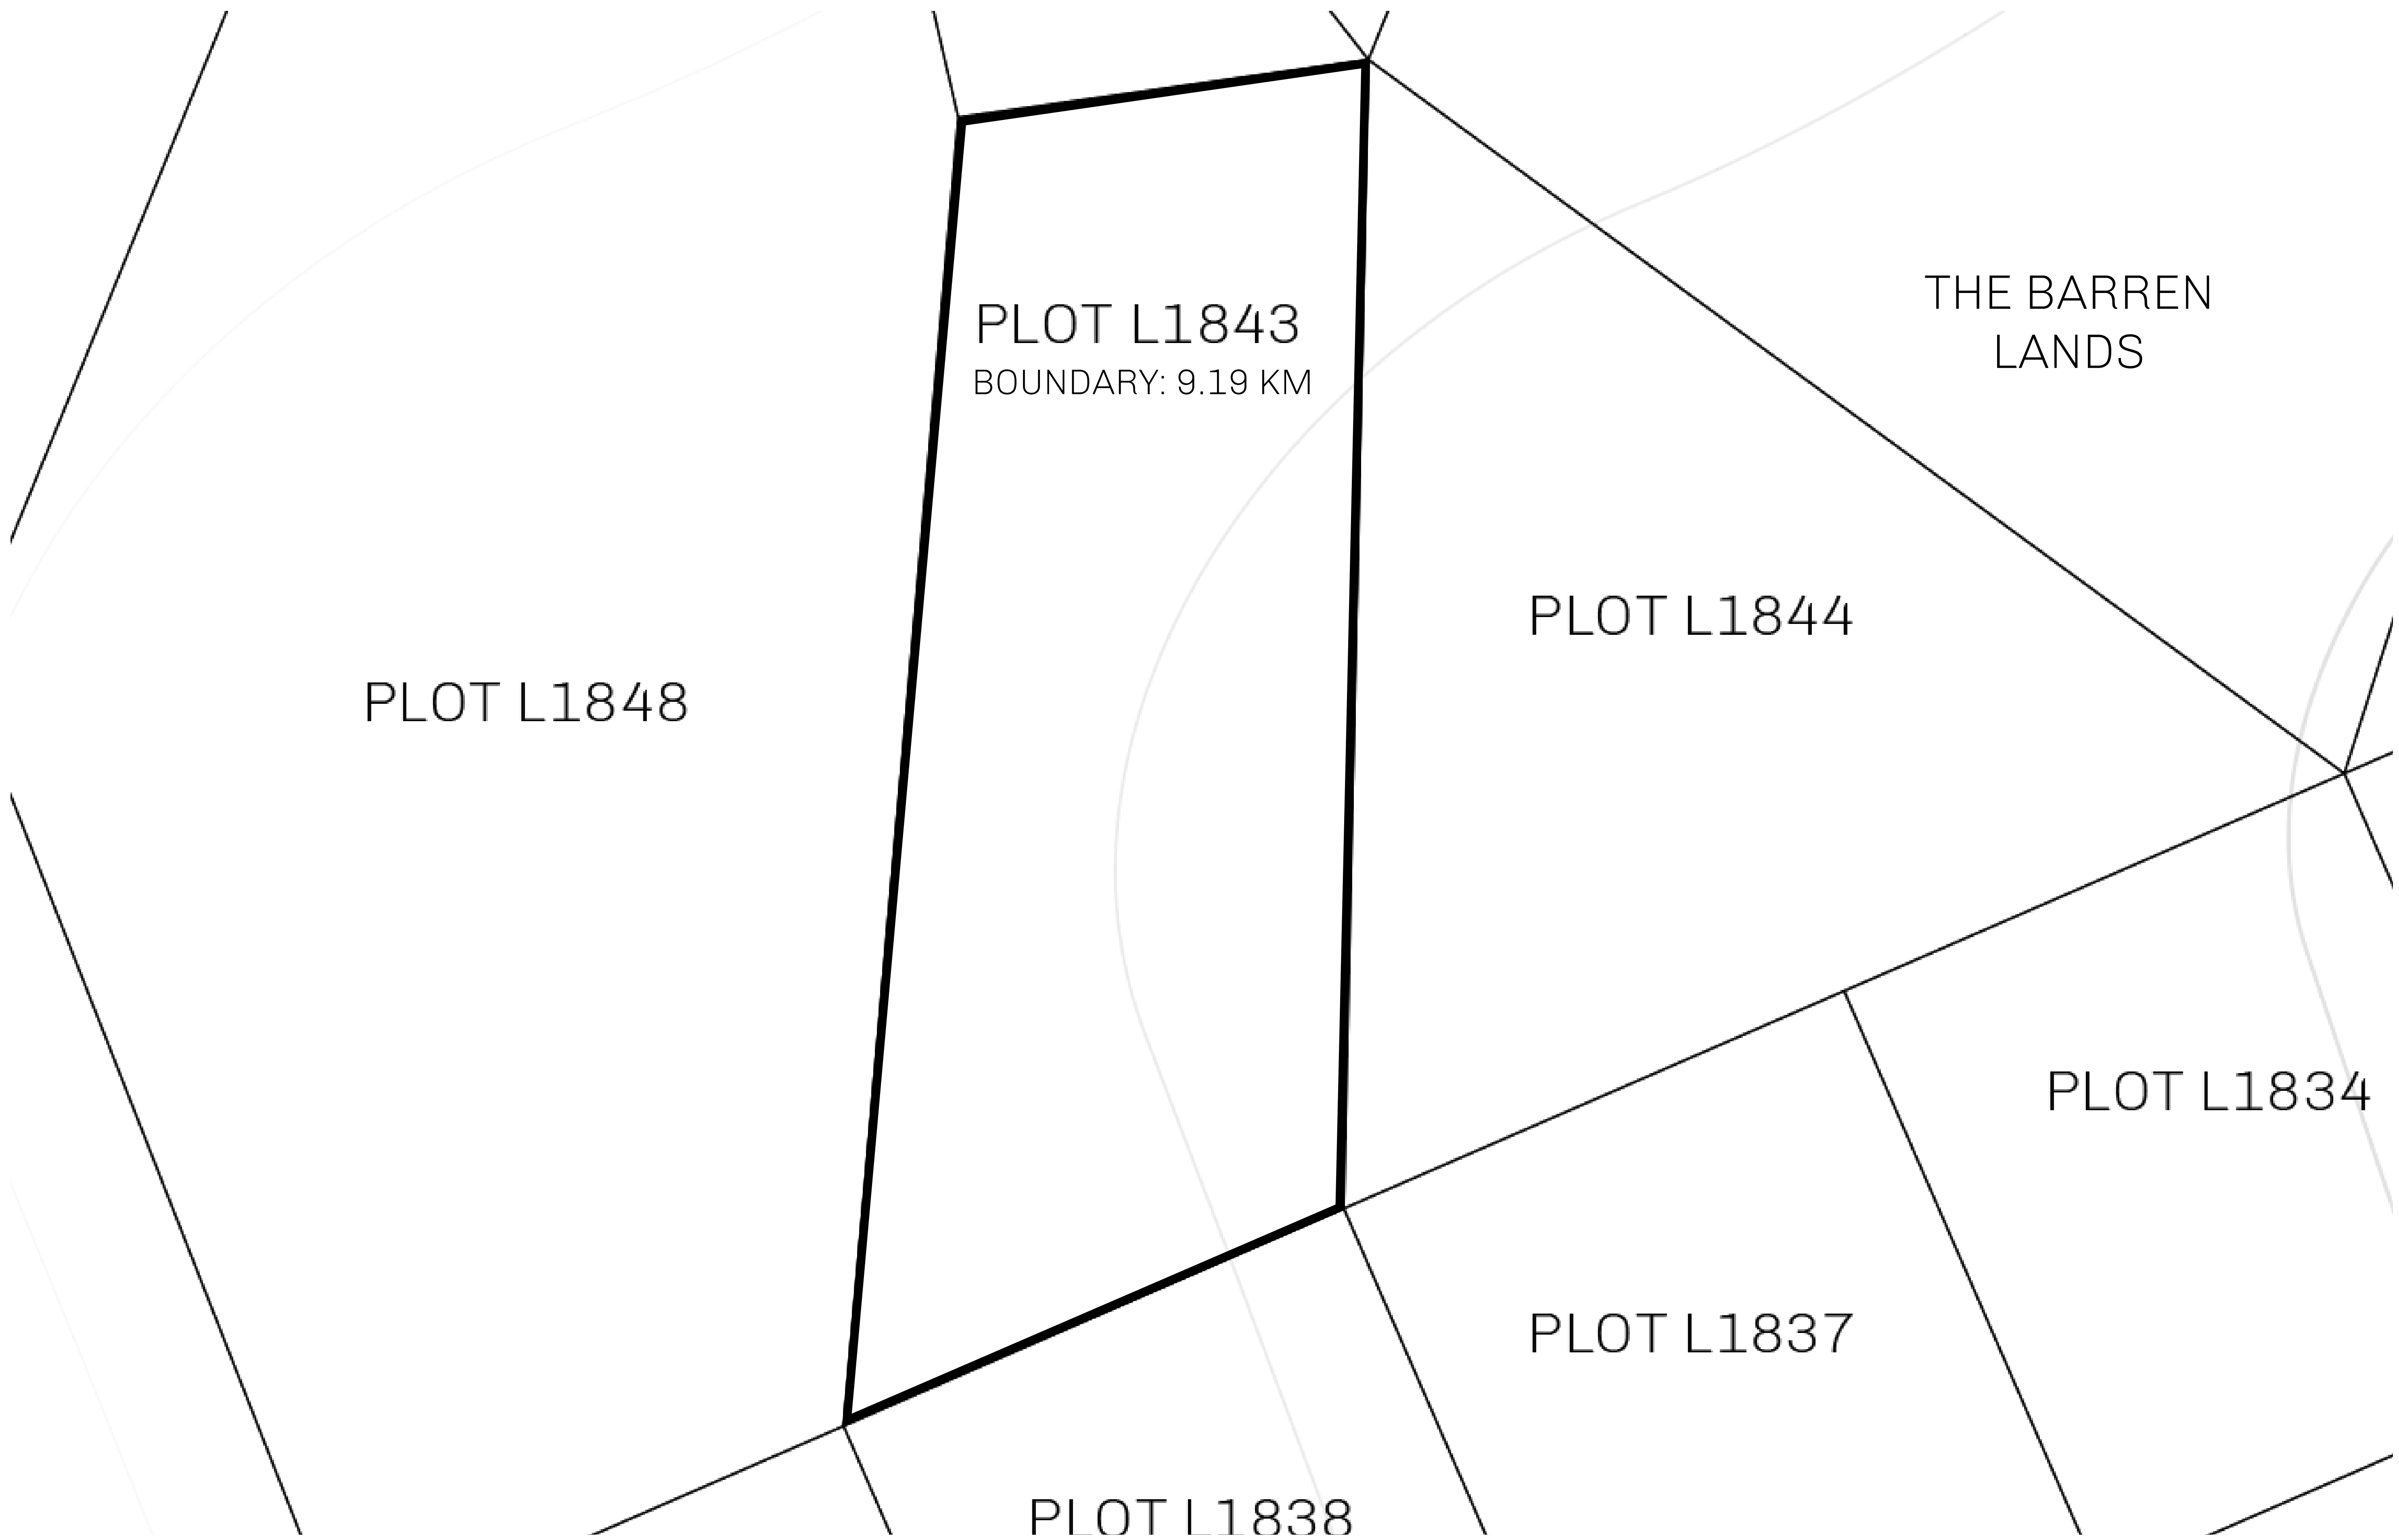 PLOT L1843
BOUNDARY: 9.19 KM
THE BARREN
LANDS
PLOT L1844
PLOT L1848
PLOT L1834
PLOT L1837
PLOT L1838